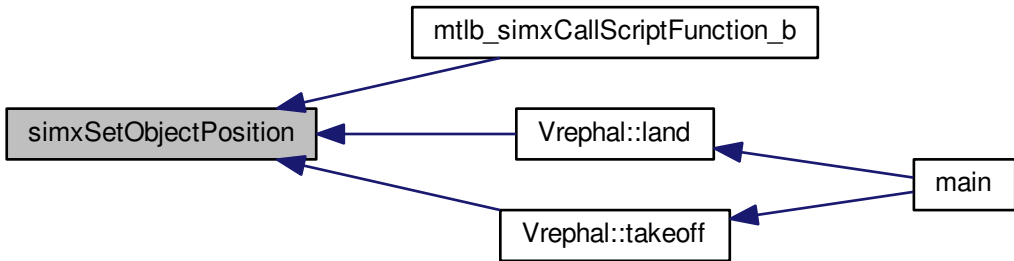 mtlb_simxCallScriptFunction_b
simxSetObjectPosition
Vrephal::land
main
Vrephal::takeoff